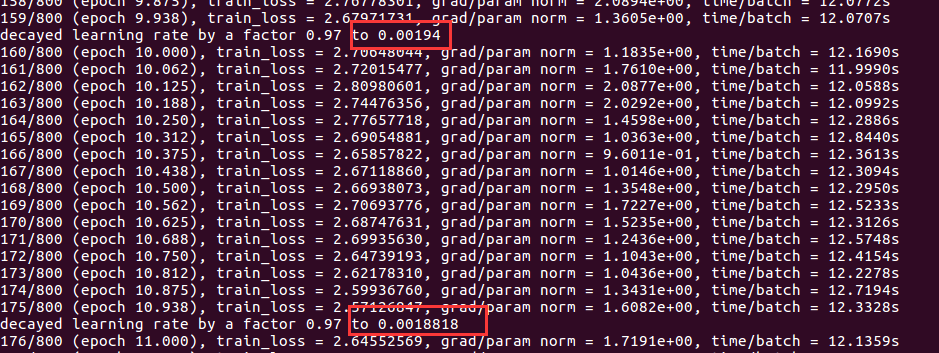 158/800 (epoch 9.875), train_loss = 2.76778301, grad/param norm = 2.0894e+00, time/batch = 12.0772s
159/800 (epoch 9.938), train_loss = 2.67971731, grad/param norm = 1.3605e+00, time/batch = 12.0707s
decayed learning rate by a factor 0.97 to 0.00194
160/800 (epoch 10.000), train_loss = 2.70648044, grad/param norm = 1.1835e+00, time/batch = 12.1690s
161/800 (epoch 10.062), train_loss = 2.72015477, grad/param norm = 1.7610e+00, time/batch = 11.9990s
162/800 (epoch 10.125), train_loss = 2.80980601, grad/param norm = 2.0877e+00, time/batch = 12.0588s
163/800 (epoch 10.188), train_loss = 2.74476356, grad/param norm = 2.0292e+00, time/batch = 12.0992s
164/800 (epoch 10.250), train_loss = 2.77657718, grad/param norm = 1.4598e+00, time/batch = 12.2886s
165/800 (epoch 10.312), train_loss = 2.69054881, grad/param norm = 1.0363e+00, time/batch = 12.8440s
166/800 (epoch 10.375), train_loss = 2.65857822, grad/param norm = 9.6011e-01, time/batch = 12.3613s
167/800 (epoch 10.438), train_loss = 2.67118860, grad/param norm = 1.0146e+00, time/batch = 12.3094s
168/800 (epoch 10.500), train_loss = 2.66938073, grad/param norm = 1.3548e+00, time/batch = 12.2950s
169/800 (epoch 10.562), train_loss = 2.70693776, grad/param norm = 1.7227e+00, time/batch = 12.5233s
170/800 (epoch 10.625), train_loss = 2.68747631, grad/param norm = 1.5235e+00, time/batch = 12.3126s
171/800 (epoch 10.688), train_loss = 2.69935630, grad/param norm = 1.2436e+00, time/batch = 12.5748s
172/800 (epoch 10.750), train_loss = 2.64739193, grad/param norm = 1.1043e+00, time/batch = 12.4154s
173/800 (epoch 10.812), train_loss = 2.62178310, grad/param norm = 1.0436e+00, time/batch = 12.2278s
174/800 (epoch 10.875), train_loss = 2.59936760, grad/param norm = 1.3431e+00, time/batch = 12.7194s
175/800 (epoch 10.938), train_loss = 2.57126847, grad/param norm = 1.6082e+00, time/batch = 12.3328s
decayed learning rate by a factor 0.97 to 0.0018818
176/800 (epoch 11.000), train_loss = 2.64552569, grad/param norm = 1.7191e+00, time/batch = 12.1359s